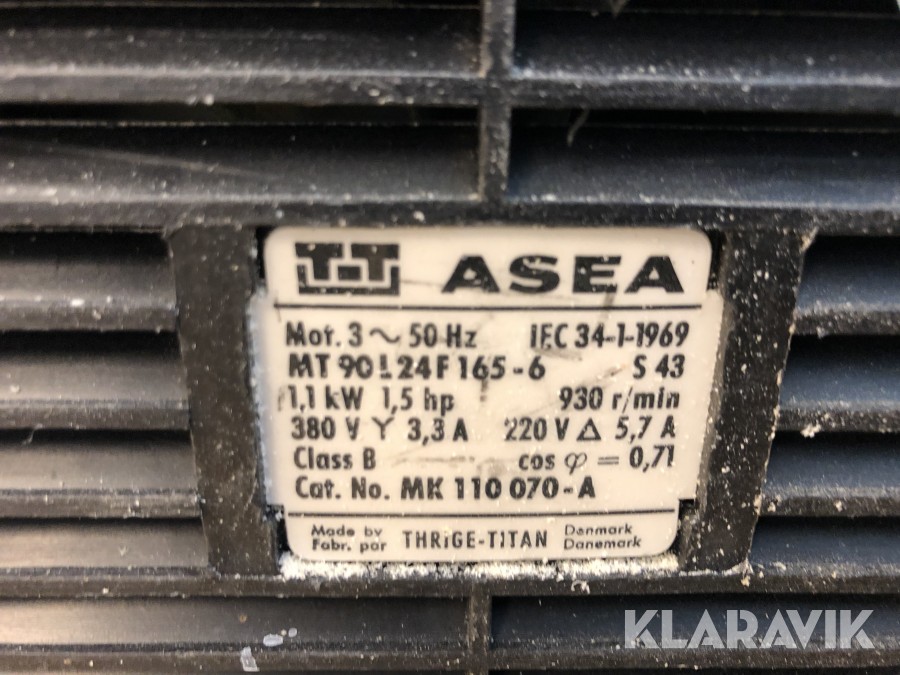 TT ASEA
Mot. 3 ~ 50 Hz IEC 34-1-1969
MT 90 L 24 F 165-6 S 43
1,1 kW 1,5 hp 930 r/min
380 V Y 3,3 A 220 V Δ 5,7 A
Class B cos φ = 0,71
Cat. No. MK 110 070-A
Made by THRIGE-TITAN Denmark
Fabr. par Danemark
KLARAVIK